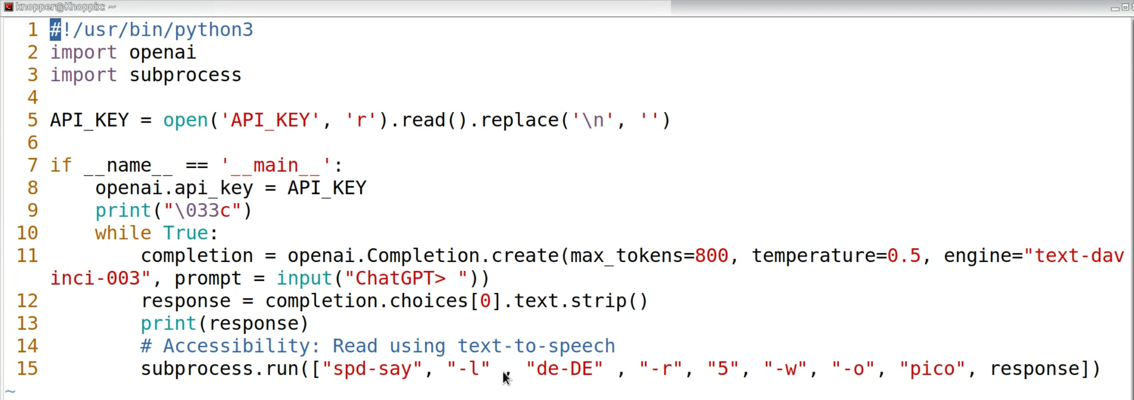 knopper@Knoppix: ~
1 #!/usr/bin/python3
2 import openai
3 import subprocess
4
5 API_KEY = open('API_KEY', 'r').read().replace('\n', '')
6
7 if __name__ == '__main__':
8     openai.api_key = API_KEY
9     print("\033c")
10     while True:
11         completion = openai.Completion.create(max_tokens=800, temperature=0.5, engine="text-dav
inci-003", prompt = input("ChatGPT> "))
12         response = completion.choices[0].text.strip()
13         print(response)
14         # Accessibility: Read using text-to-speech
15         subprocess.run(["spd-say", "-l" , "de-DE" , "-r", "5", "-w", "-o", "pico", response])
~